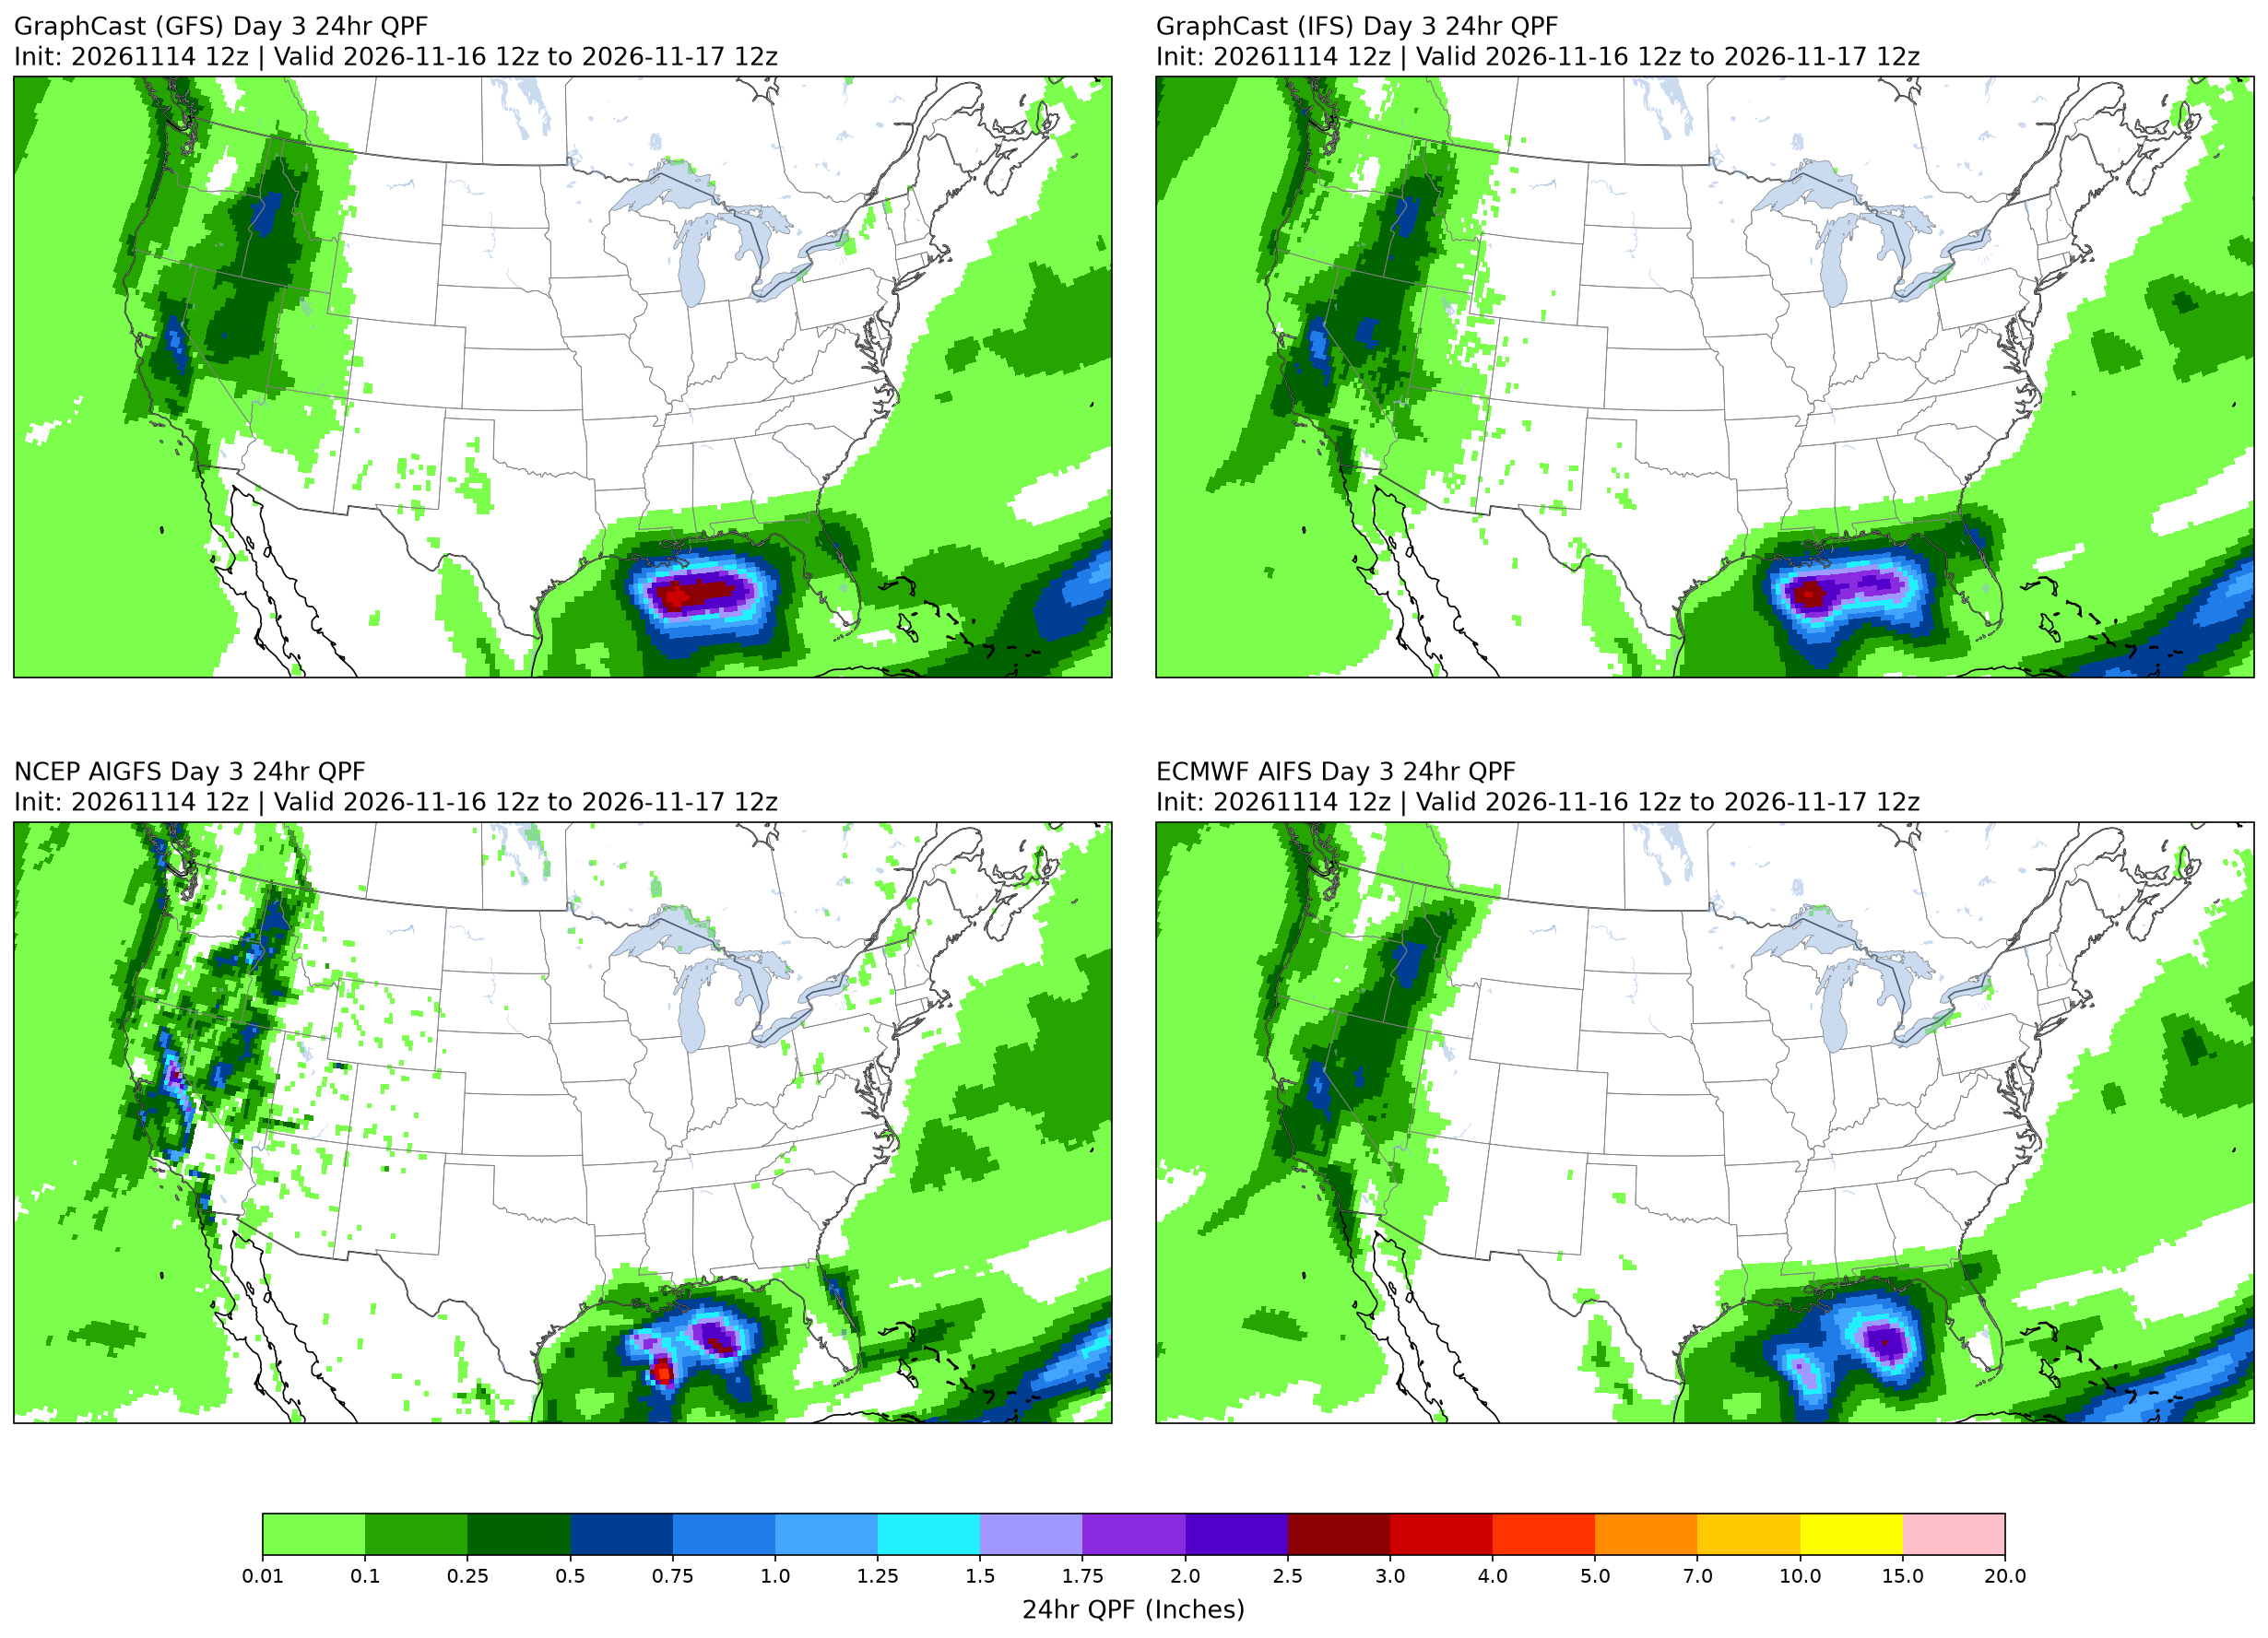 GraphCast (GFS) Day 3 24hr QPF
Init: 20261114 12z | Valid 2026-11-16 12z to 2026-11-17 12z
GraphCast (IFS) Day 3 24hr QPF
Init: 20261114 12z | Valid 2026-11-16 12z to 2026-11-17 12z
NCEP AIGFS Day 3 24hr QPF
Init: 20261114 12z | Valid 2026-11-16 12z to 2026-11-17 12z
ECMWF AIFS Day 3 24hr QPF
Init: 20261114 12z | Valid 2026-11-16 12z to 2026-11-17 12z
0.01 0.1 0.25 0.5 0.75 1.0 1.25 1.5 1.75 2.0 2.5 3.0 4.0 5.0 7.0 10.0 15.0 20.0
24hr QPF (Inches)